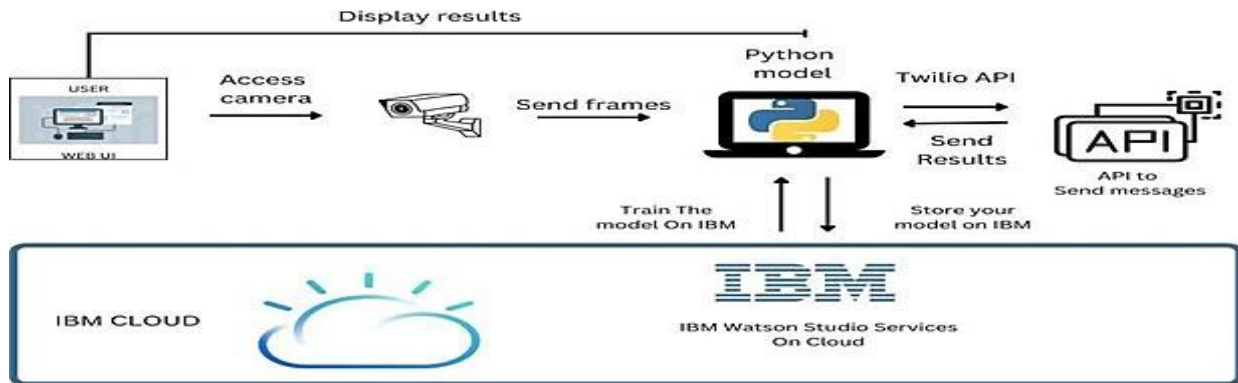 Display results
USER
WEB UI
Access
camera
Send frames
Python
model
Twilio API
Send
Results
API
API to
Send messages
Train The
model On IBM
Store your
model on IBM
IBM CLOUD
IBM
IBM Watson Studio Services
On Cloud